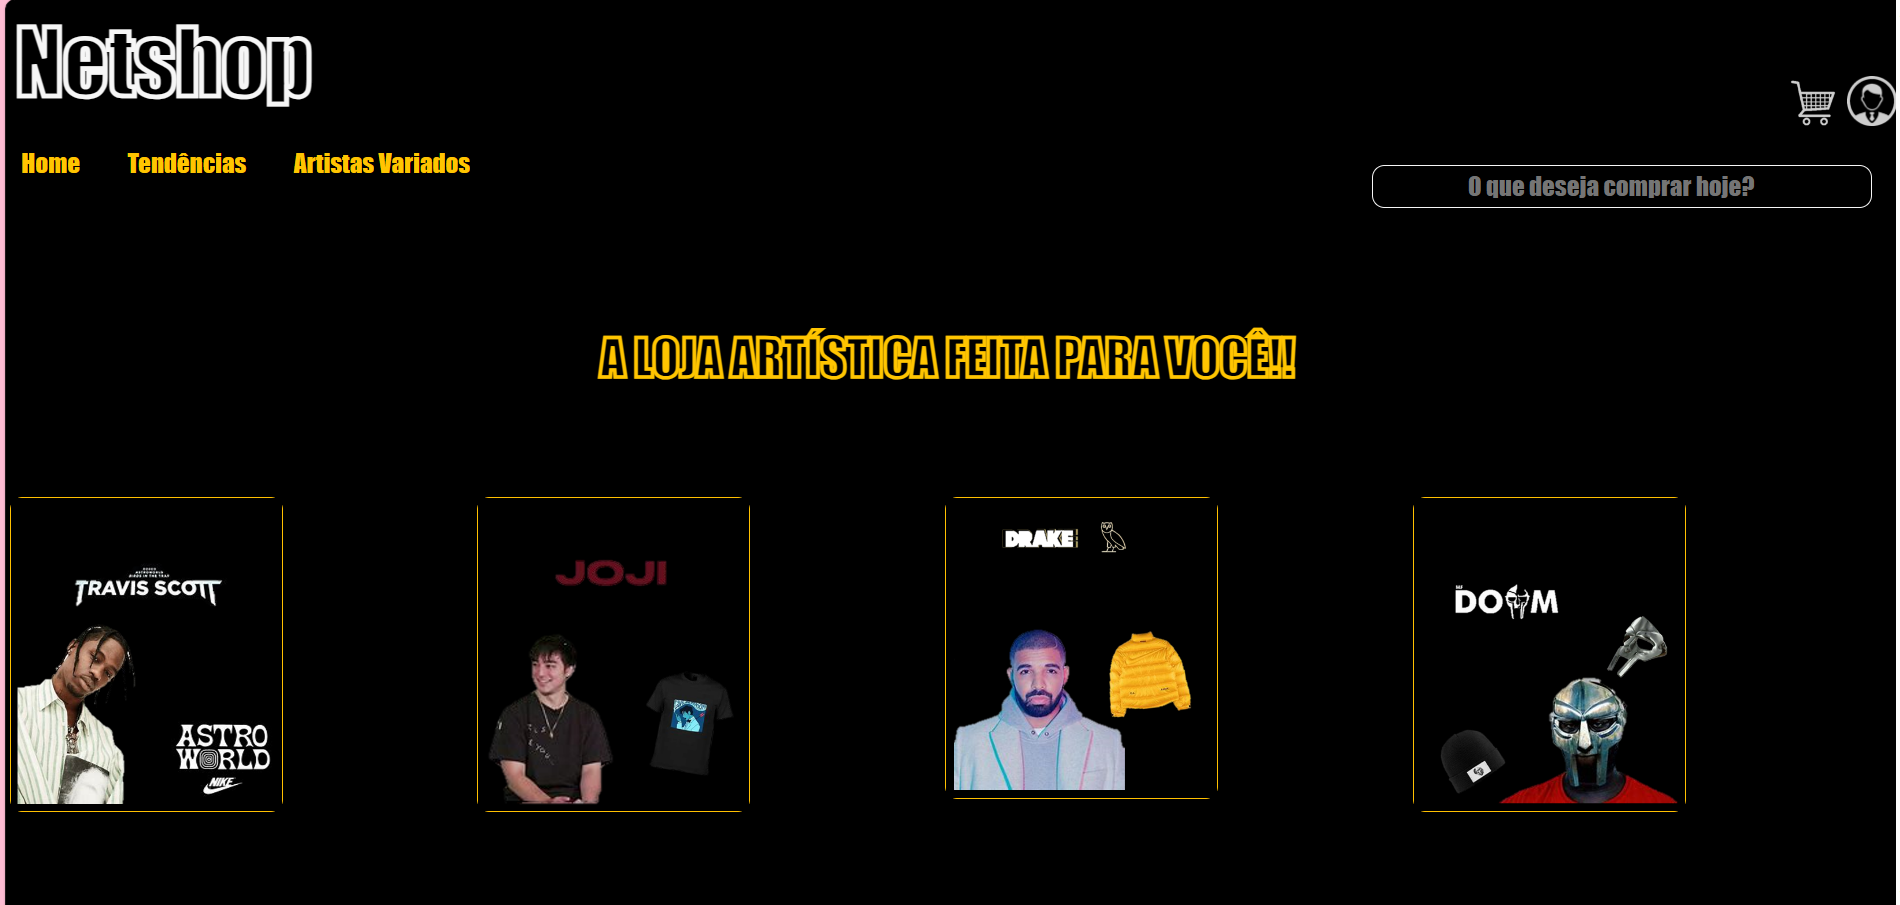 Netshop
Home Tendências Artistas Variados
O que deseja comprar hoje?
A LOJA ARTÍSTICA FEITA PARA VOCÊ!!
TRAVIS SCOTT
ASTRO
WORLD
NIKE
JOJI
DRAKE
MF
DOOM